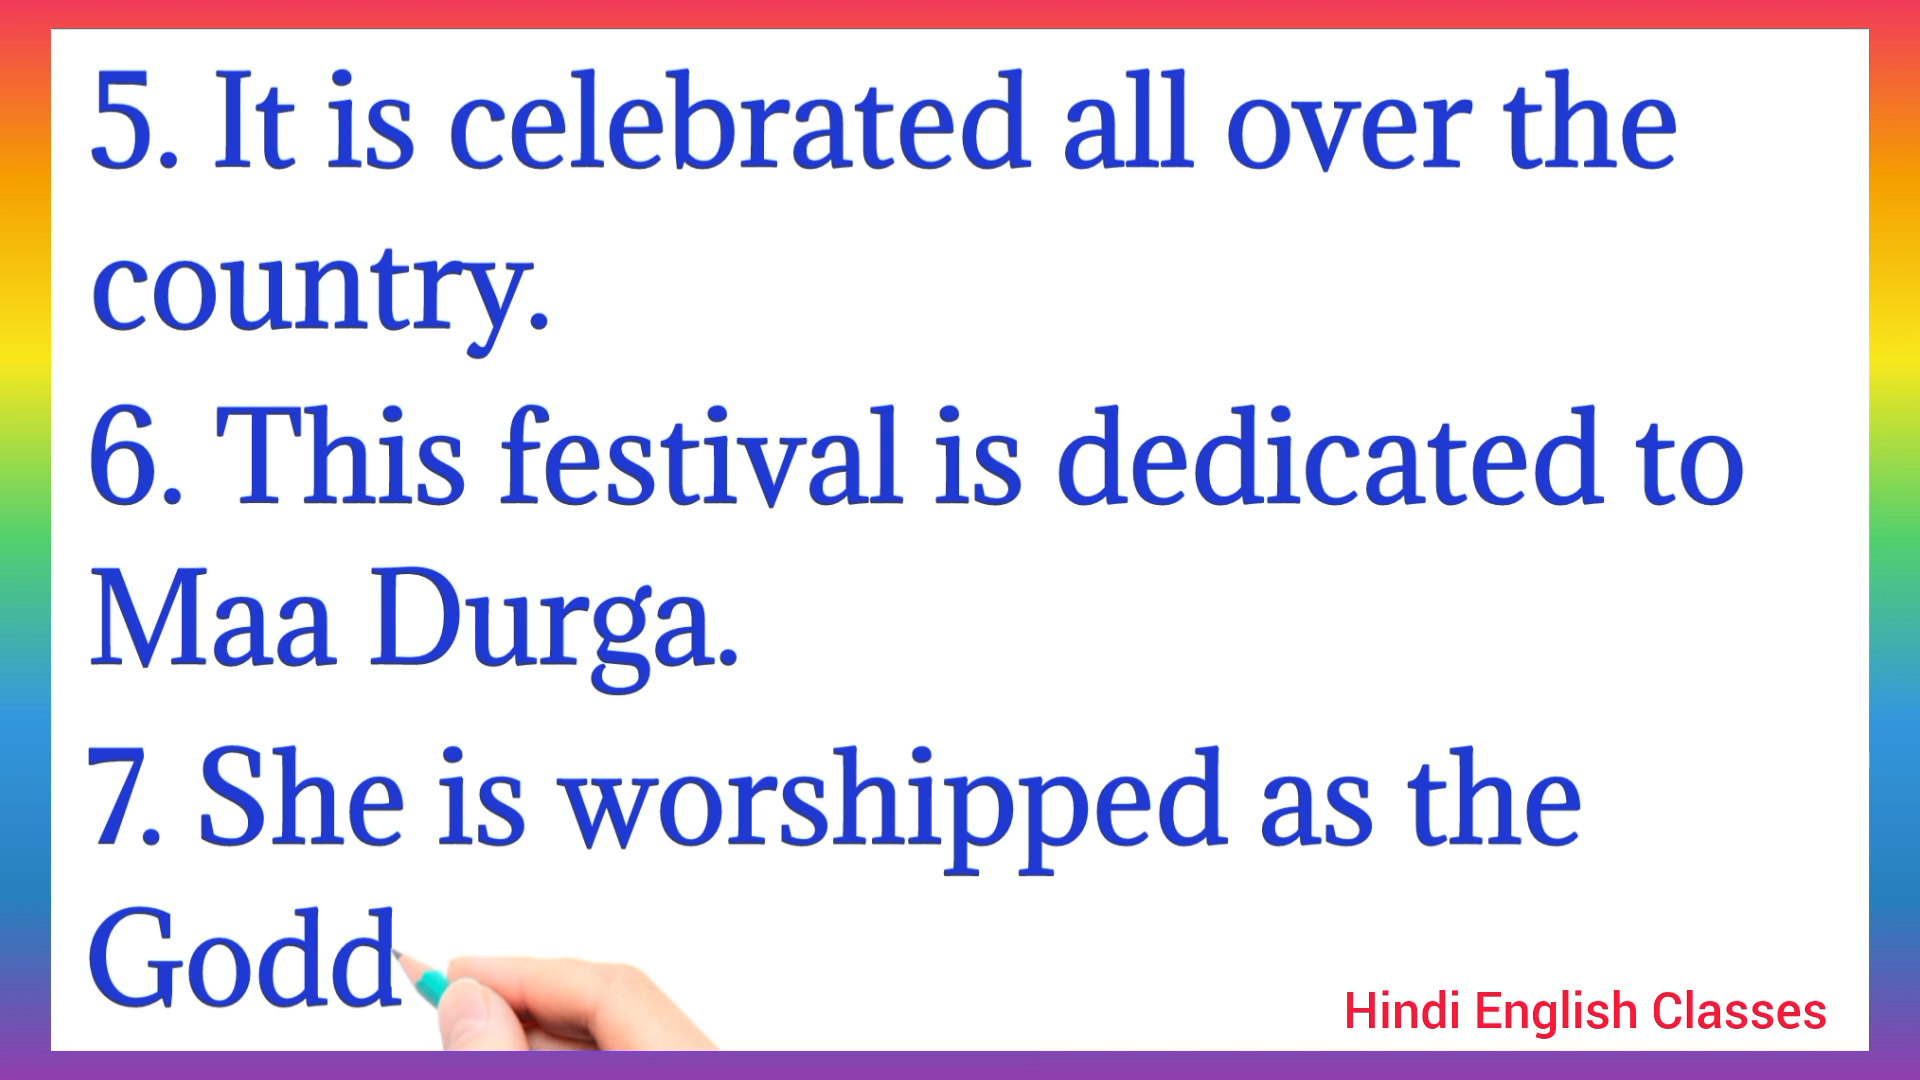 5. It is celebrated all over the
country.
6. This festival is dedicated to
Maa Durga.
7. She is worshipped as the
Godd
Hindi English Classes